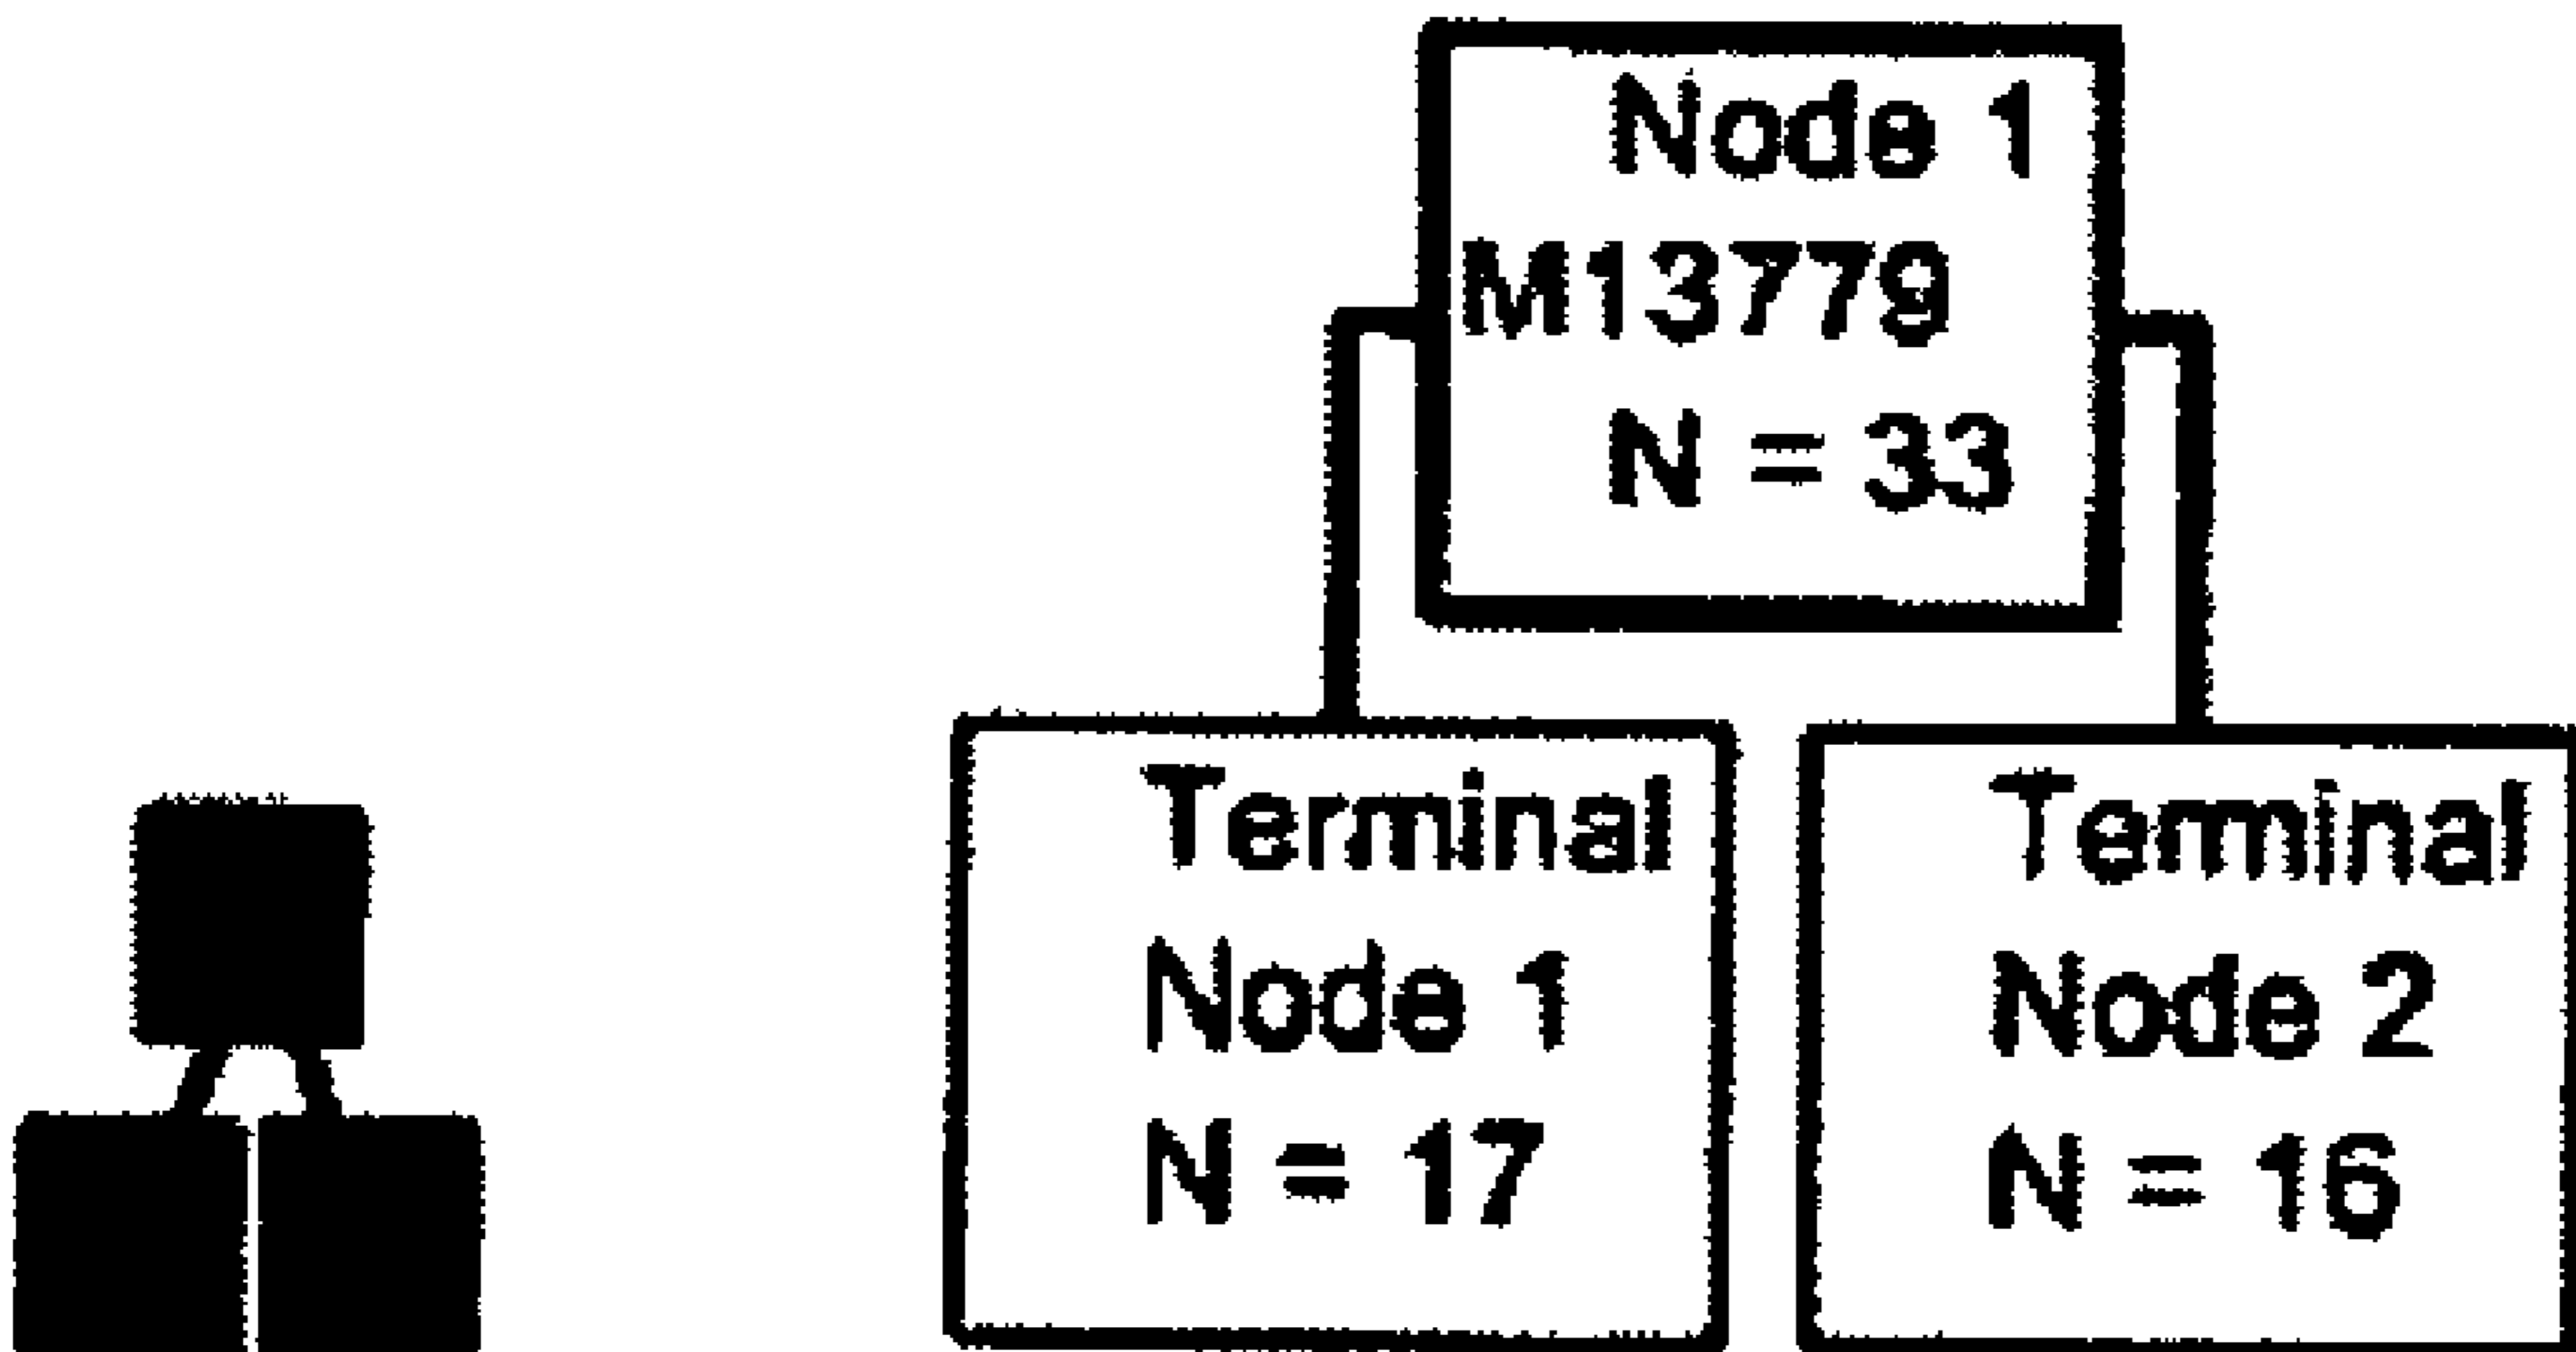 Node 1
M13779
N = 33
Terminal
Node 1
N = 17
Terminal
Node 2
N = 16